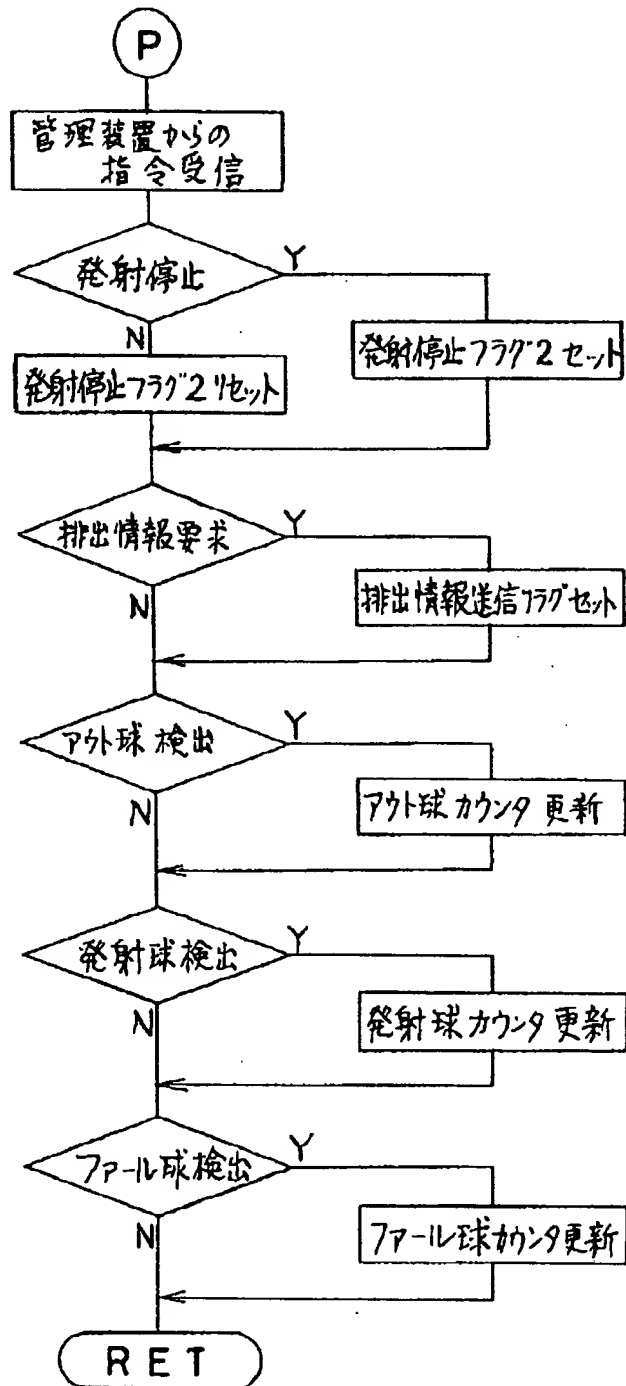 P
管理装置からの
指令受信
発射停止
Y
N
発射停止フラグ2リセット
発射停止フラグ2セット
排出情報要求
Y
N
排出情報送信フラグセット
アウト球検出
Y
N
アウト球カウンタ更新
発射球検出
Y
N
発射球カウンタ更新
ファール球検出
Y
N
ファール球カウンタ更新
RET